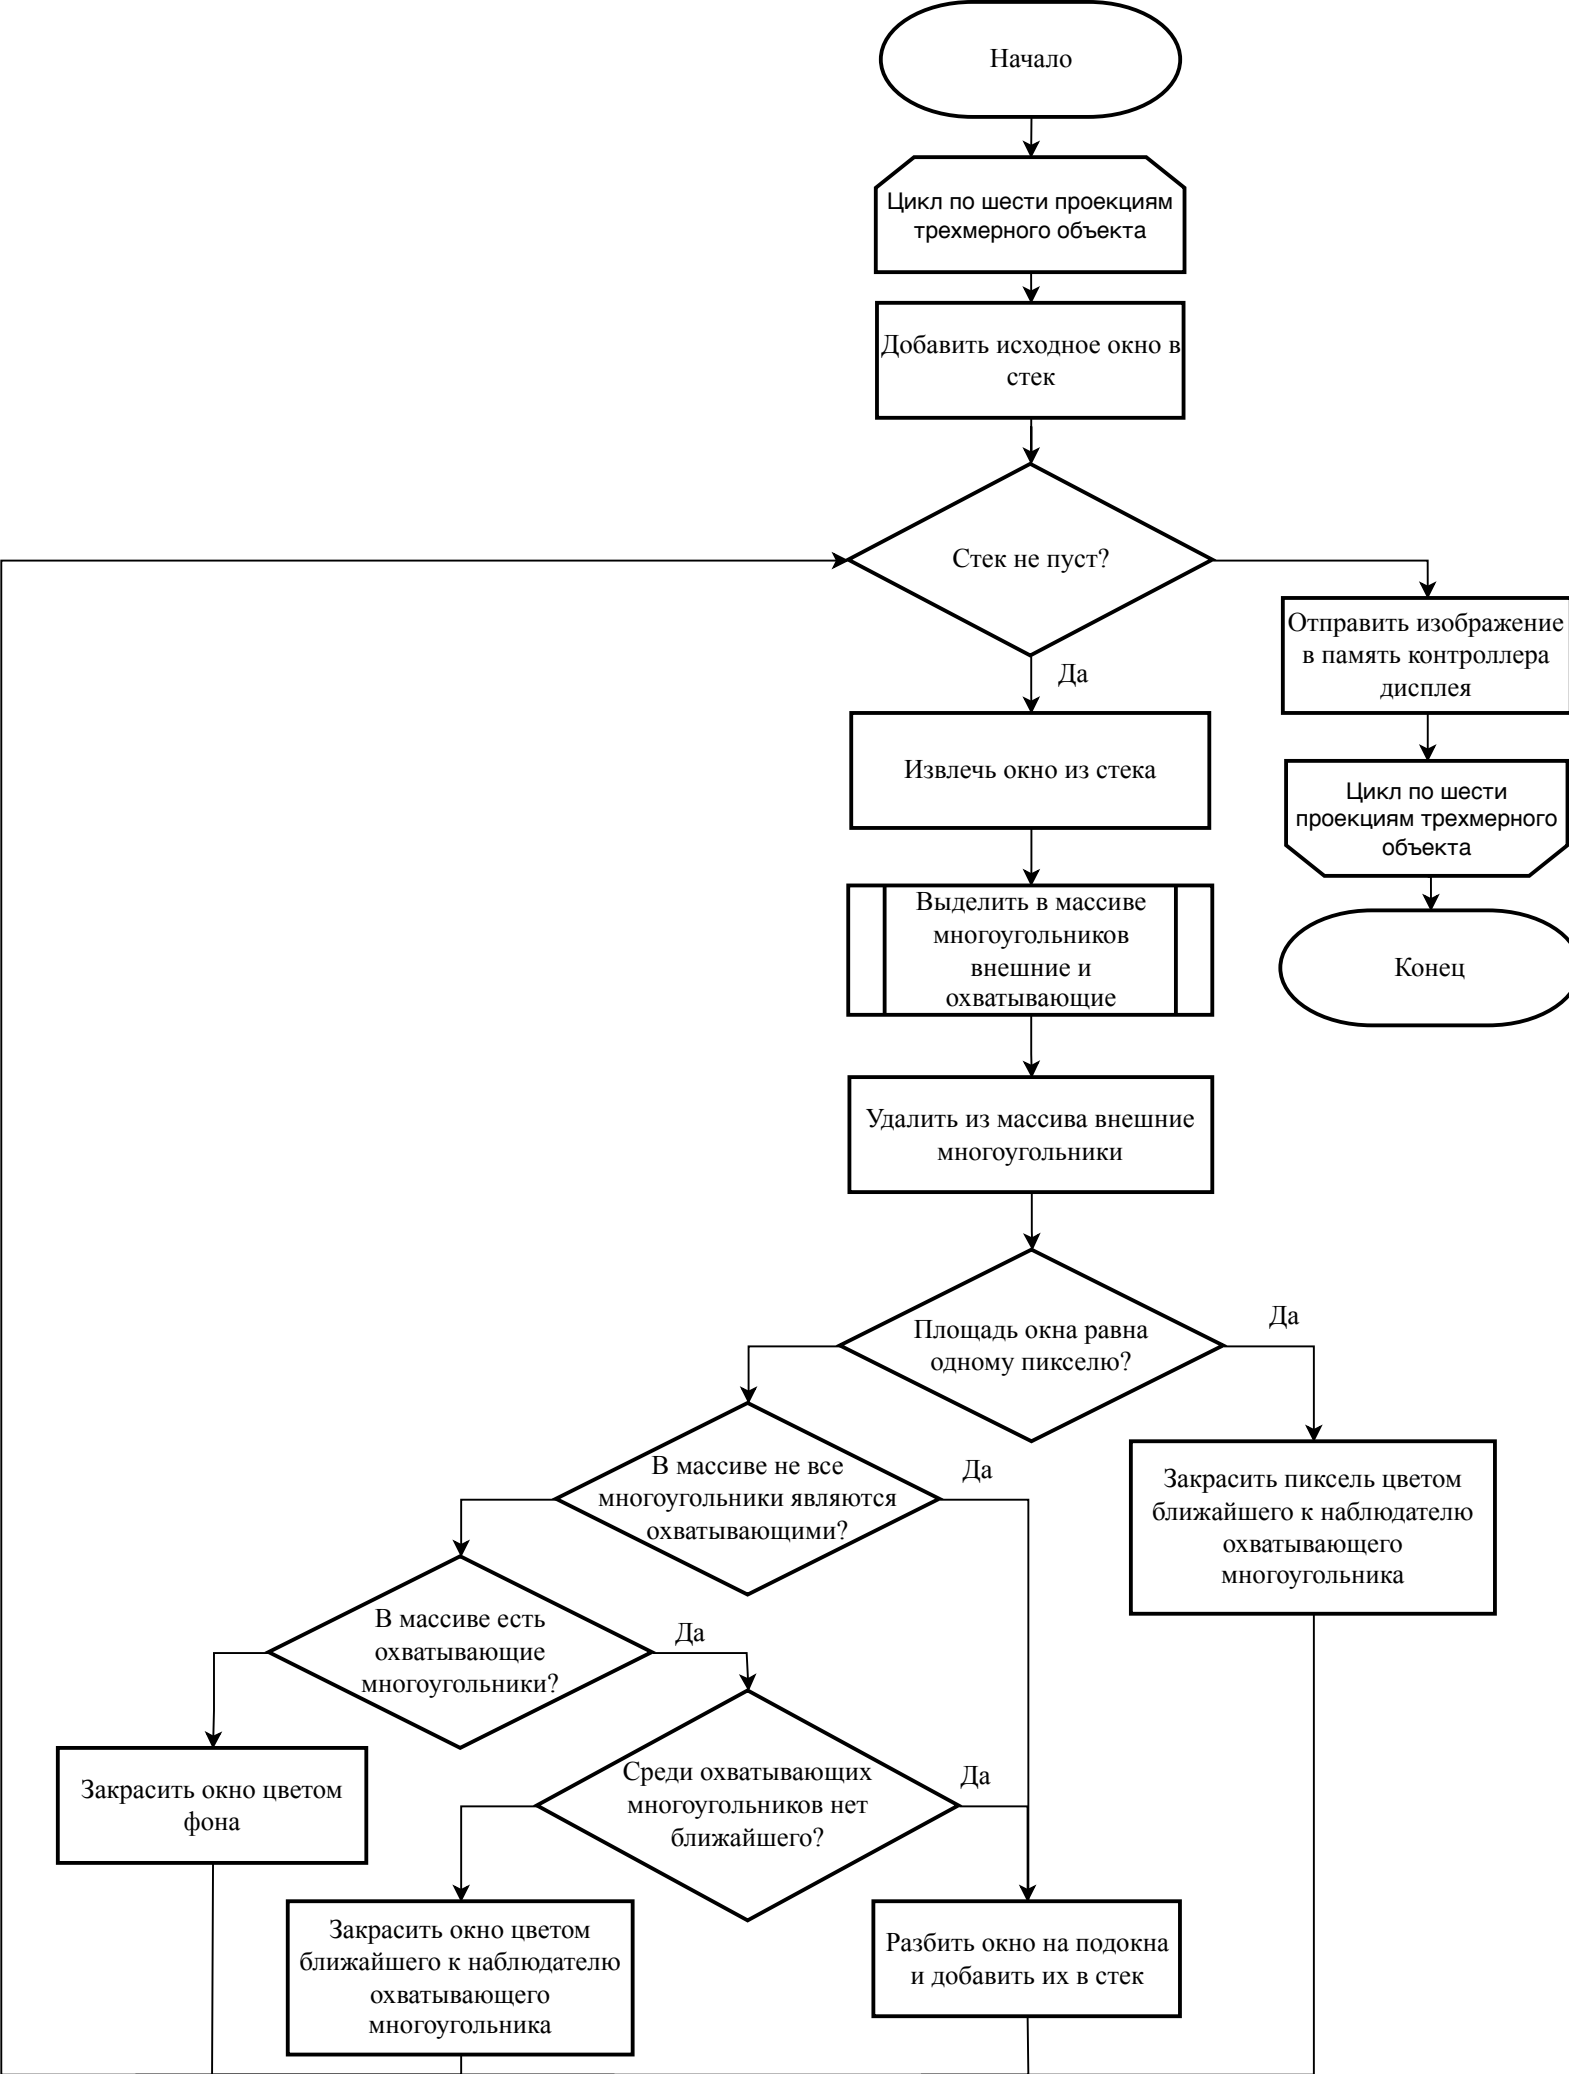 Начало
Цикл по шести проекциям
трехмерного объекта
Добавить исходное окно в
стек
Стек не пуст?
Да
Отправить изображение
в память контроллера
дисплея
Извлечь окно из стека
Цикл по шести
проекциям трехмерного
объекта
Выделить в массиве
многоугольников
внешние и
охватывающие
Конец
Удалить из массива внешние
многоугольники
Площадь окна равна
одному пикселю?
Да
В массиве не все
многоугольники являются
охватывающими?
Да
Закрасить пиксель цветом
ближайшего к наблюдателю
охватывающего
многоугольника
В массиве есть
охватывающие
многоугольники?
Да
Закрасить окно цветом
фона
Среди охватывающих
многоугольников нет
ближайшего?
Да
Закрасить окно цветом
ближайшего к наблюдателю
охватывающего
многоугольника
Разбить окно на подокна
и добавить их в стек